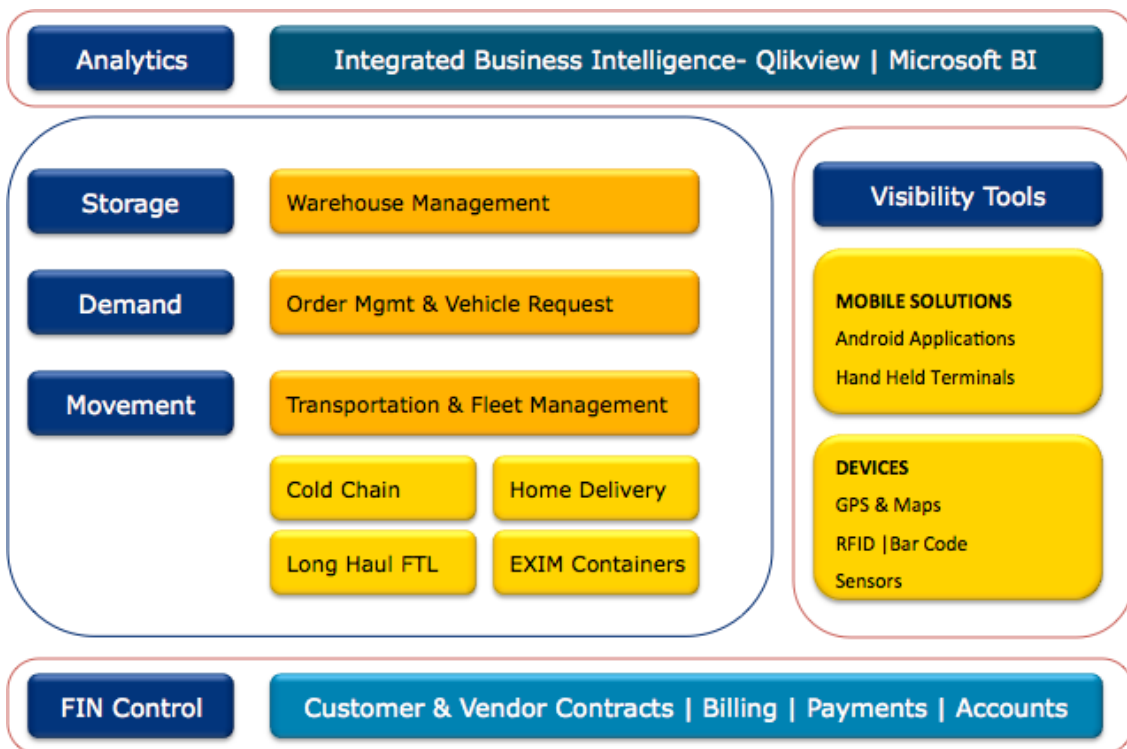 Analytics
Integrated Business Intelligence- Qlikview | Microsoft BI
Storage
Warehouse Management
Demand
Order Mgmt & Vehicle Request
Movement
Transportation & Fleet Management
Cold Chain
Home Delivery
Long Haul FTL
EXIM Containers
Visibility Tools
MOBILE SOLUTIONS
Android Applications
Hand Held Terminals
DEVICES
GPS & Maps
RFID |Bar Code
Sensors
FIN Control
Customer & Vendor Contracts | Billing | Payments | Accounts